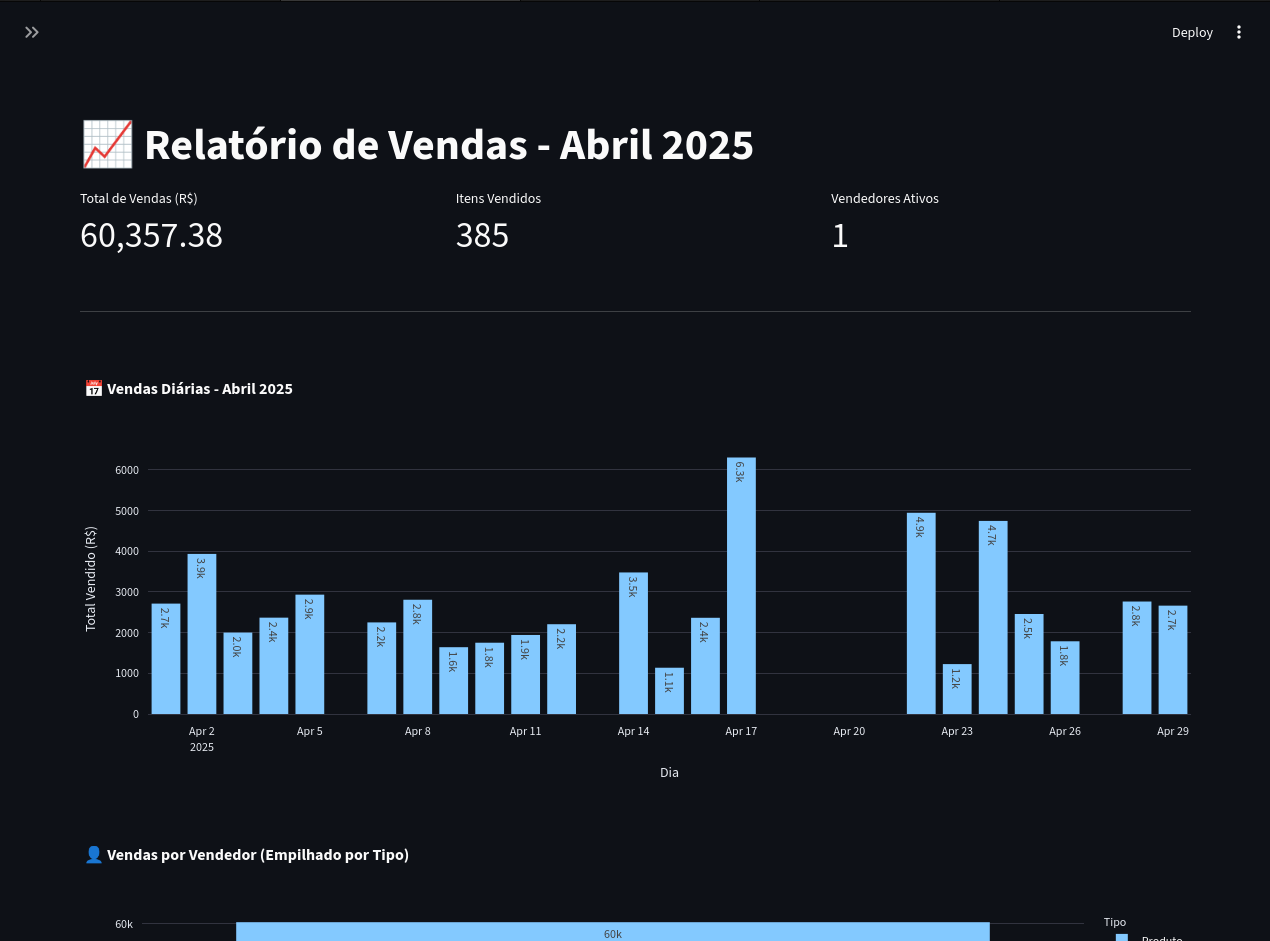 Deploy
Relatório de Vendas - Abril 2025
Total de Vendas (R$)
60,357.38
Itens Vendidos
385
Vendedores Ativos
1
Vendas Diárias - Abril 2025
Total Vendido (R$)
6000
5000
4000
3000
2000
1000
0
2.7k
3.9k
2.0k
2.4k
2.9k
2.2k
2.8k
1.6k
1.8k
1.9k
2.2k
3.5k
1.1k
2.4k
6.3k
4.9k
1.2k
4.7k
2.5k
1.8k
2.8k
2.7k
Apr 2
2025
Apr 5
Apr 8
Apr 11
Apr 14
Apr 17
Apr 20
Apr 23
Apr 26
Apr 29
Dia
Vendas por Vendedor (Empilhado por Tipo)
60k
60k
Tipo
Produto